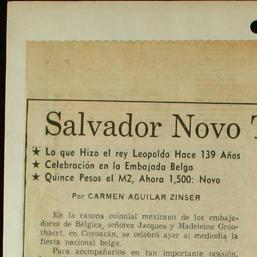 Salvador Novo
★ Lo que Hizo el rey Leopoldo Hace 139 Años
★ Celebración en la Embajada Belga
★ Quince Pesos el M2, Ahora 1,500: Novo
Por CARMEN AGUILAR ZINSER
En la casona colonial mexicano de los embaja-
dores de Bélgica, señores Jacques y Madeleine Groo-
thaert, en Coyoacán, se celebró ayer al mediodía la
fiesta nacional belga.
Para acompañarlos en tan importante ocasión,